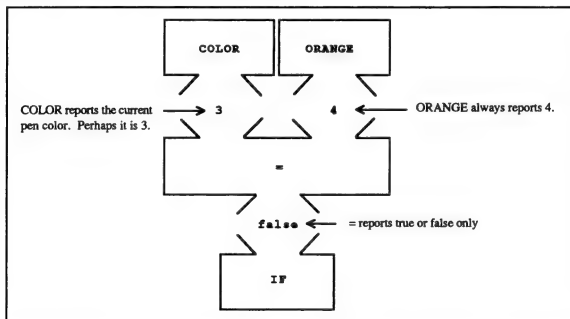 COLOR ORANGE
COLOR reports the current
pen color. Perhaps it is 3.
3 4
ORANGE always reports 4.
=
false
= reports true or false only
IF